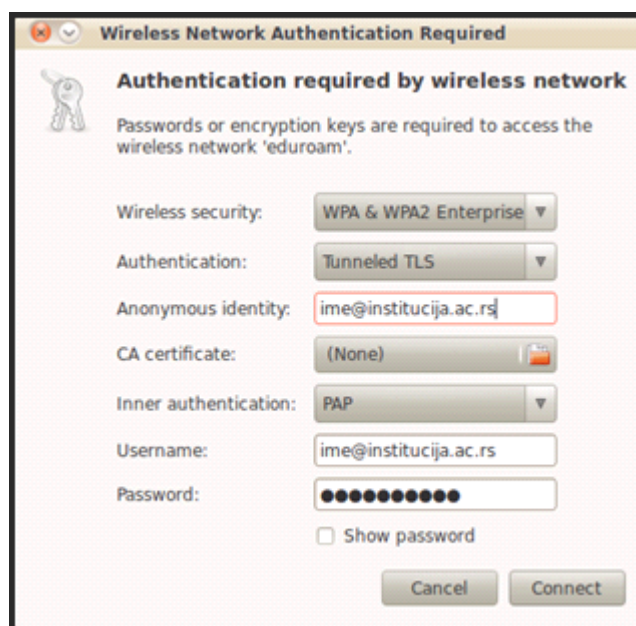 Wireless Network Authentication Required
Authentication required by wireless network
Passwords or encryption keys are required to access the
wireless network 'eduroam'.
Wireless security: WPA & WPA2 Enterprise
Authentication: Tunneled TLS
Anonymous identity: ime@institucija.ac.rs
CA certificate: (None)
Inner authentication: PAP
Username: ime@institucija.ac.rs
Password: ●●●●●●●●●●
Show password
Cancel Connect